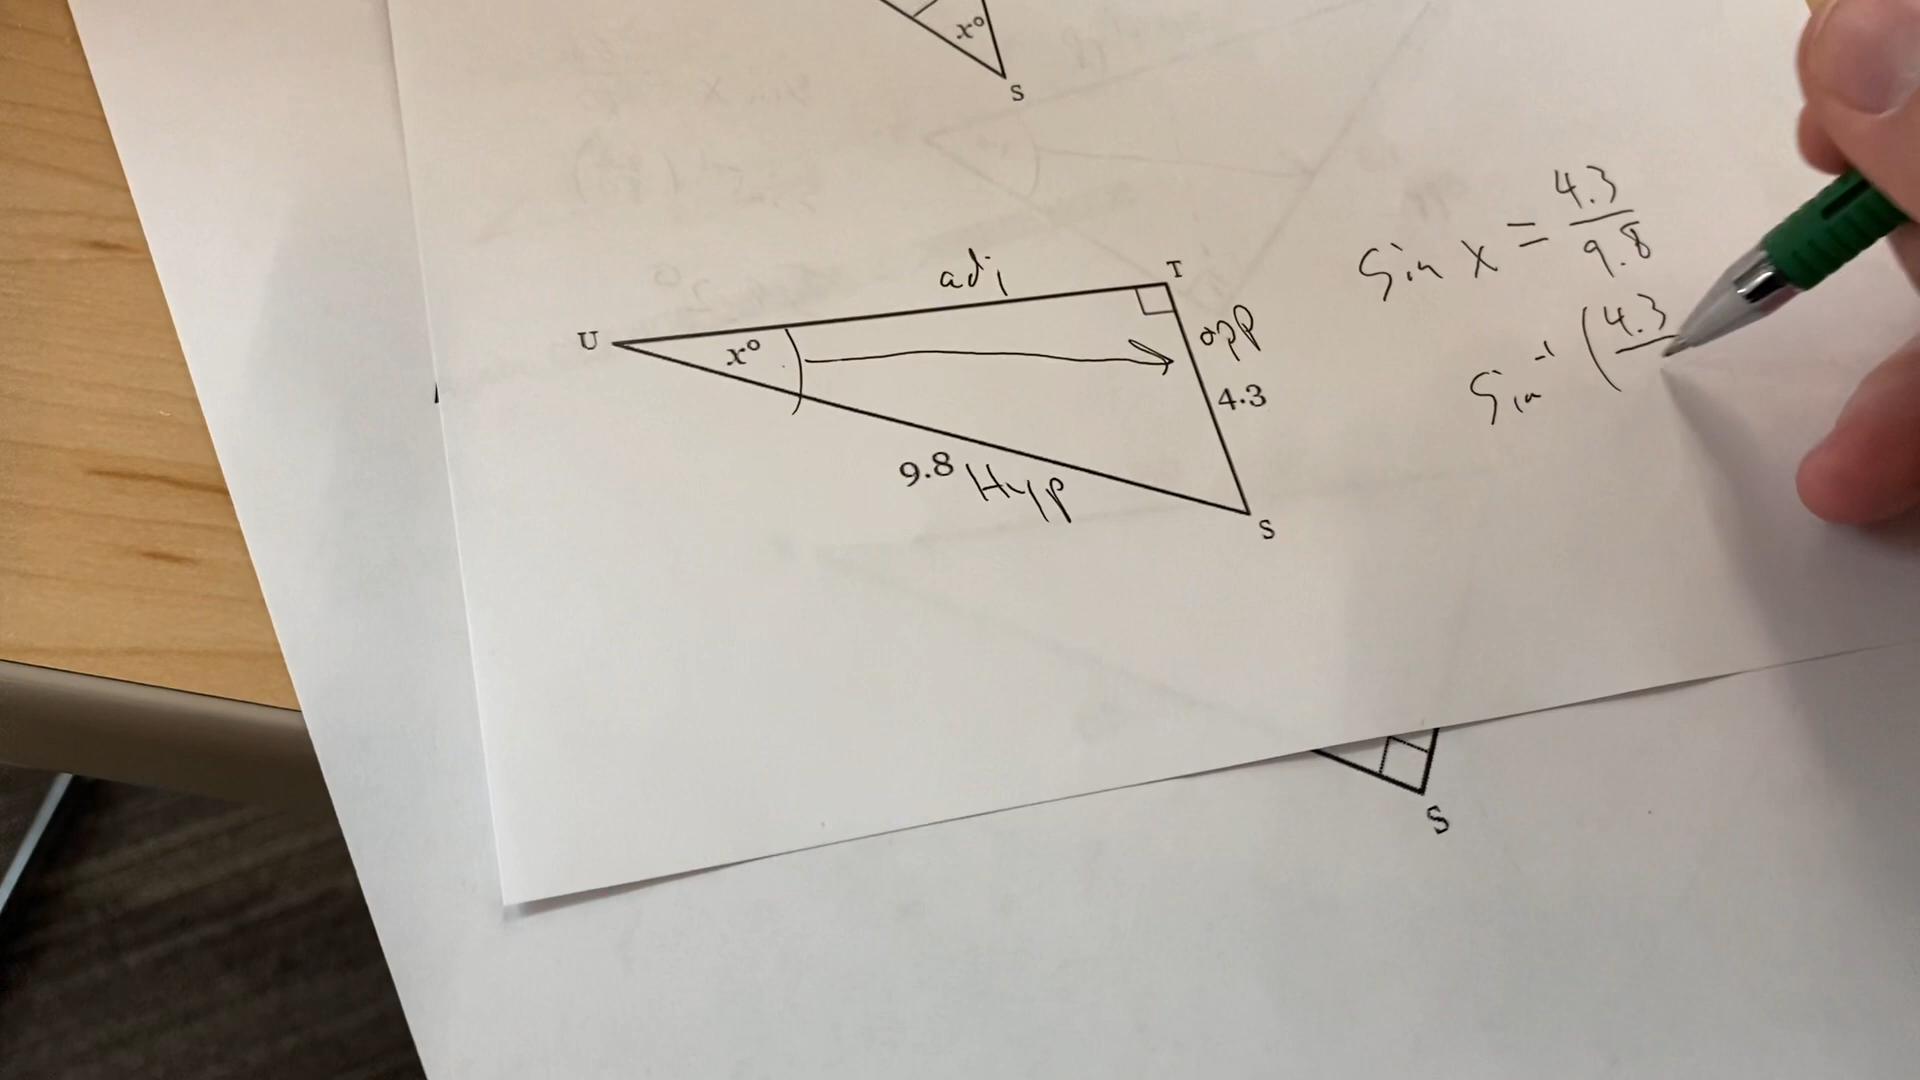 x°
S
adj
T
U
x°
opp
4.3
9.8 Hyp
S
sin x = 4.3/9.8
sin⁻¹ (4.3
S